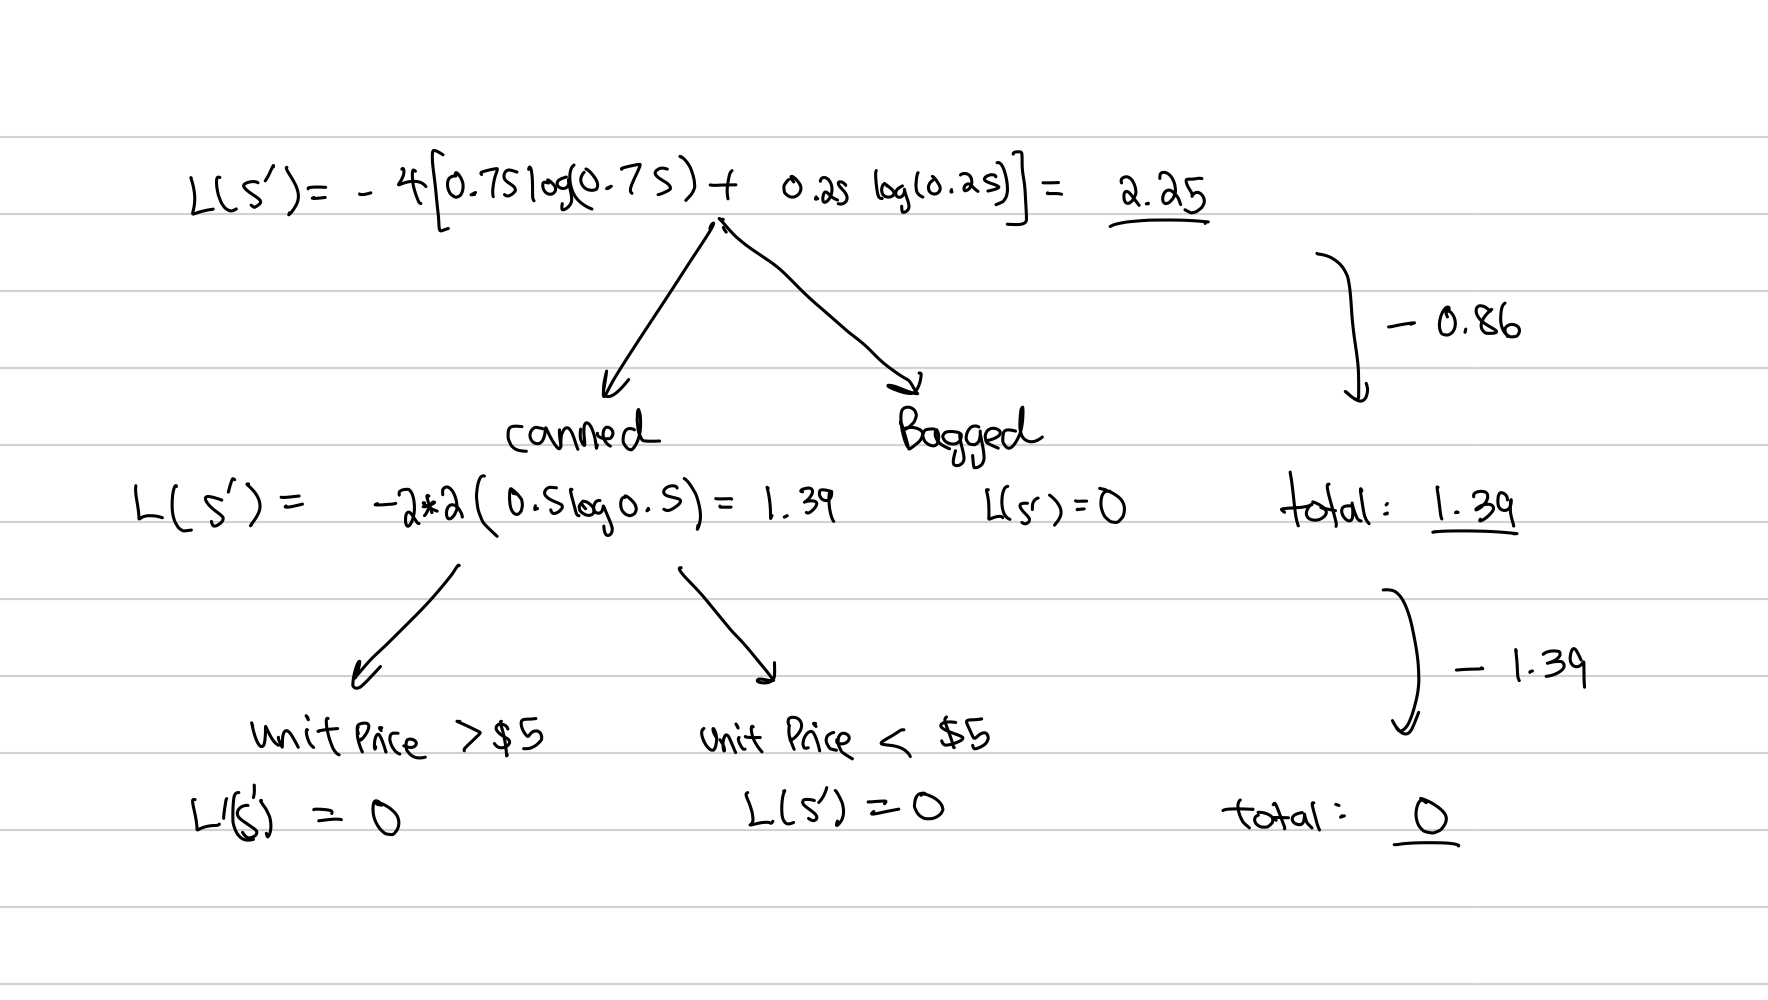 L(s') = - 4[0.75 log(0.75) + 0.25 log(0.25)] = 2.25
- 0.86
canned Bagged
L(s') = -2*2(0.5 log 0.5) = 1.39 L(s') = 0 total: 1.39
- 1.39
unit Price > $5 unit Price < $5
L'(s') = 0 L(s') = 0 total: 0